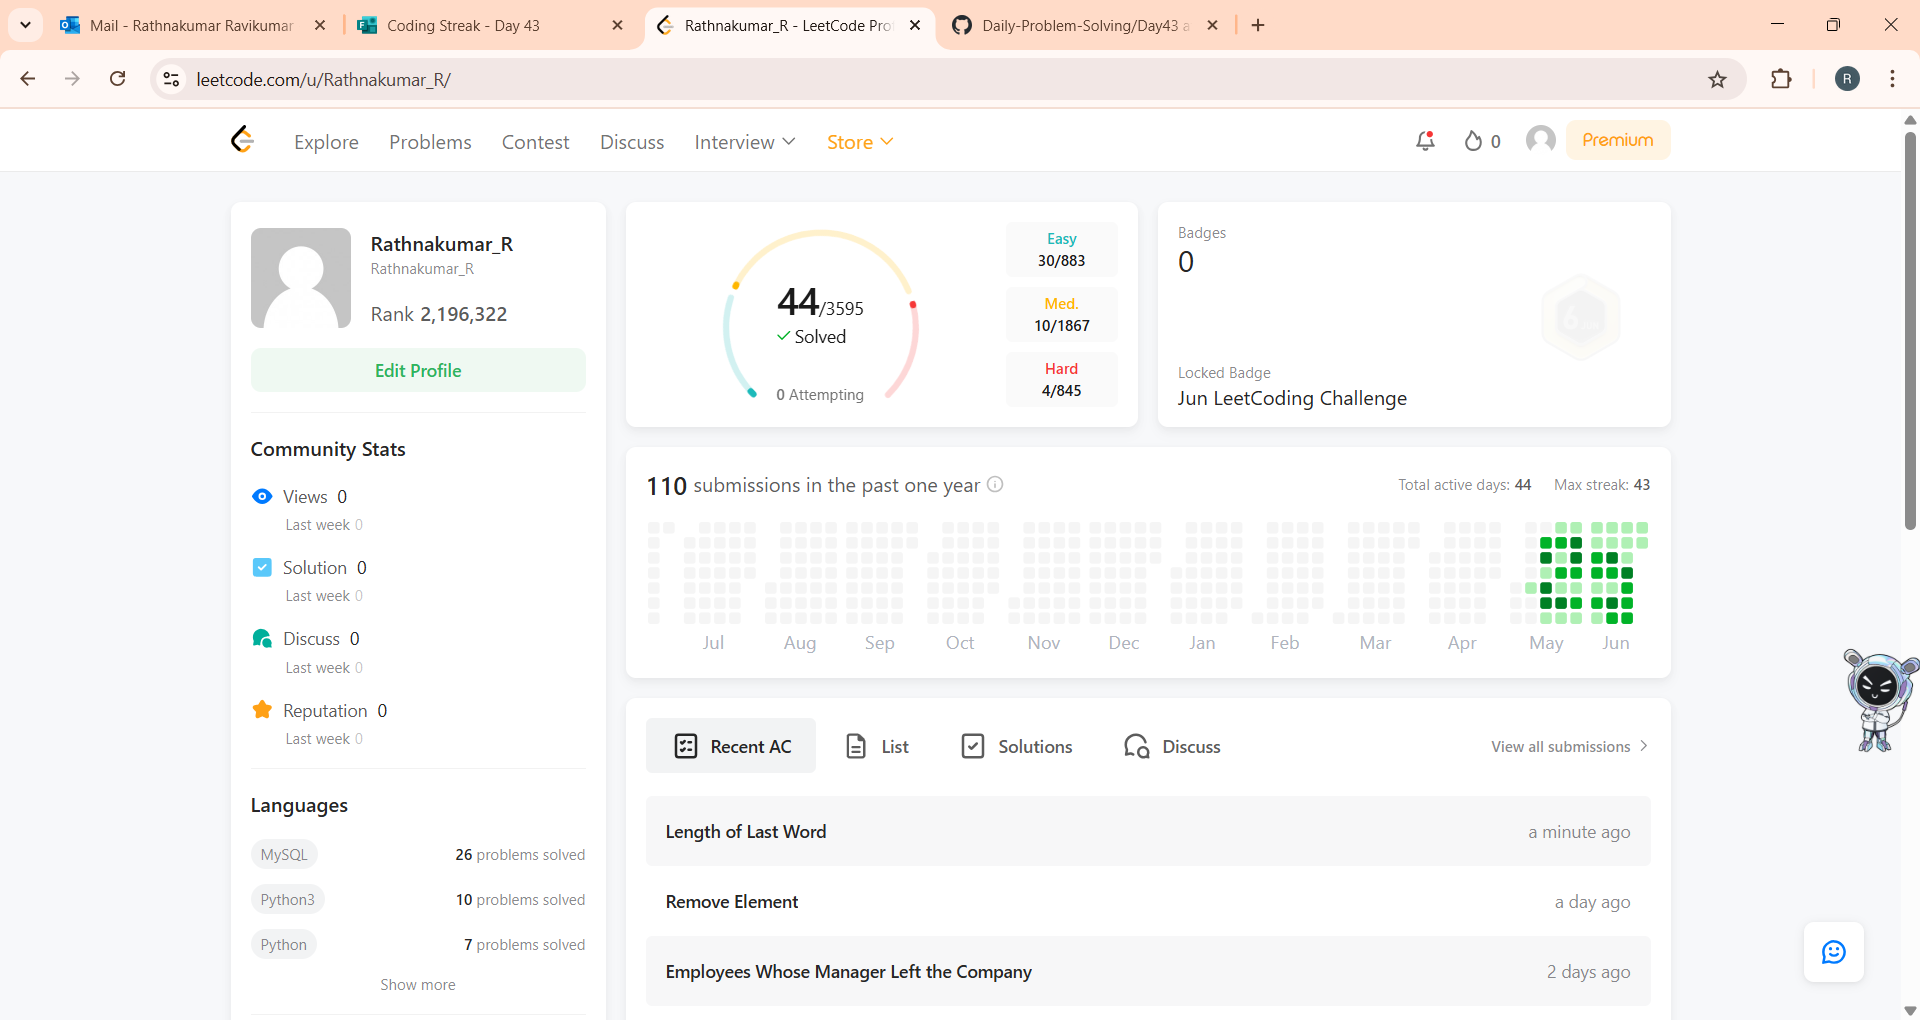 Mail - Rathnakumar Ravikumar
Coding Streak - Day 43
Rathnakumar_R - LeetCode Pro
Daily-Problem-Solving/Day43 a
leetcode.com/u/Rathnakumar_R/
R
Explore
Problems
Contest
Discuss
Interview
Store
0
Premium
Rathnakumar_R
Rathnakumar_R
Rank 2,196,322
Edit Profile
Community Stats
Views 0
Last week 0
Solution 0
Last week 0
Discuss 0
Last week 0
Reputation 0
Last week 0
Languages
MySQL
26 problems solved
Python3
10 problems solved
Python
7 problems solved
Show more
44/3595
Solved
0 Attempting
Easy
30/883
Med.
10/1867
Hard
4/845
Badges
0
Locked Badge
Jun LeetCoding Challenge
110 submissions in the past one year
Total active days: 44
Max streak: 43
Jul
Aug
Sep
Oct
Nov
Dec
Jan
Feb
Mar
Apr
May
Jun
Recent AC
List
Solutions
Discuss
View all submissions
Length of Last Word
a minute ago
Remove Element
a day ago
Employees Whose Manager Left the Company
2 days ago